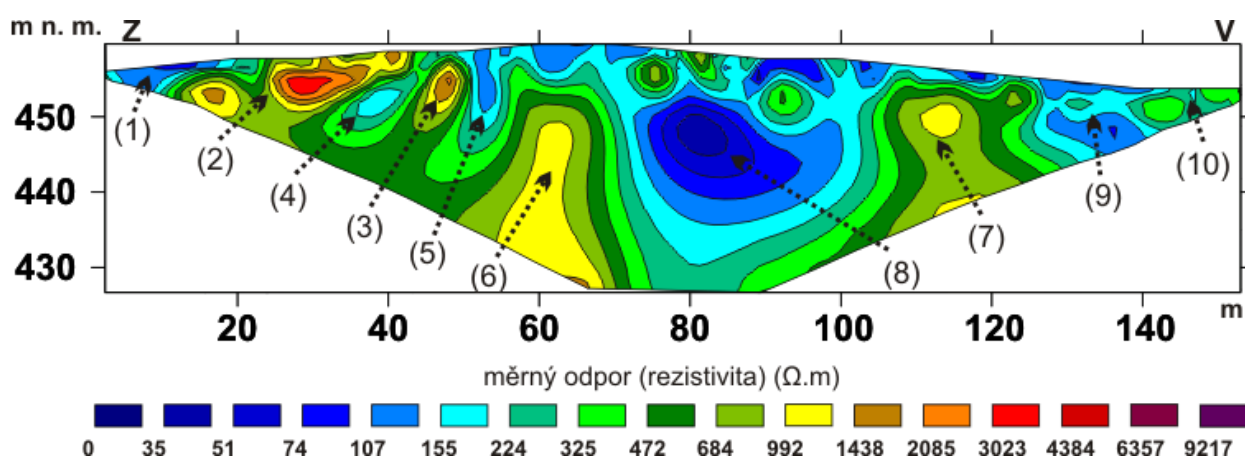 m n. m. Z V
450
440
430
(1) (2) (4) (3) (5) (6) (8) (7) (9) (10)
m
20 40 60 80 100 120 140
měrný odpor (rezistivita) (Ω.m)
0 35 51 74 107 155 224 325 472 684 992 1438 2085 3023 4384 6357 9217